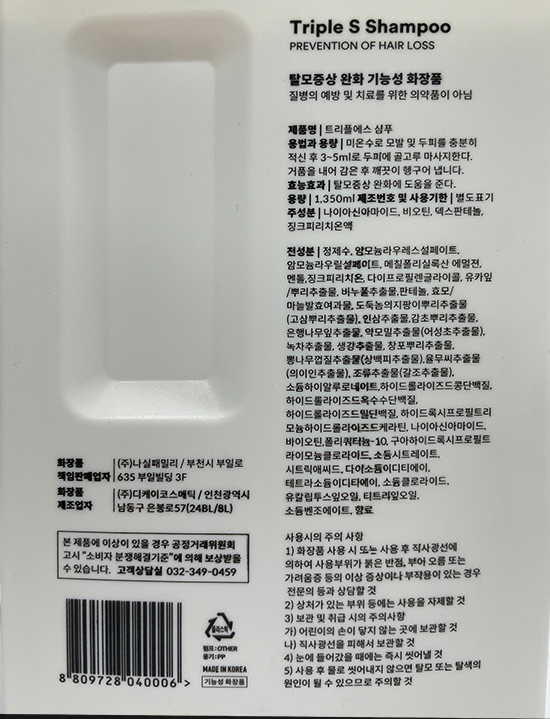 Triple S Shampoo
PREVENTION OF HAIR LOSS
탈모증상 완화 기능성 화장품
질병의 예방 및 치료를 위한 의약품이 아님
제품명 | 트리플에스 샴푸
용법과 용량 | 미온수로 모발 및 두피를 충분히
적신 후 3~5ml로 두피에 골고루 마사지한다.
거품을 내어 감은 후 깨끗이 헹구어 냅니다.
효능효과 | 탈모증상 완화에 도움을 준다.
용량 | 1,350ml 제조번호 및 사용기한 | 별도표기
주성분 | 나이아신아마이드, 비오틴, 덱스판테놀,
징크피리치온액
전성분 | 정제수, 암모늄라우레스설페이트,
암모늄라우릴설페이트, 메칠폴리실록산 에멀젼,
멘톨,징크피리치온, 다이프로필렌글라이콜, 유카잎
/뿌리추출물, 비누풀추출물,판테놀, 효모/
마늘발효여과물, 도둑놈의지팡이뿌리추출물
(고삼뿌리추출물), 인삼추출물,감초뿌리추출물,
은행나무잎추출물, 약모밀추출물(어성초추출물),
녹차추출물, 생강추출물, 창포뿌리추출물,
뽕나무껍질추출물(상백피추출물),율무씨추출물
(의이인추출물), 조류추출물(갈조추출물),
소듐하이알루로네이트,하이드롤라이즈드콩단백질,
하이드롤라이즈드옥수수단백질,
하이드롤라이즈드밀단백질, 하이드록시프로필트리
모늄하이드롤라이즈드케라틴, 나이아신아마이드,
바이오틴,폴리쿼터늄-10, 구아하이드록시프로필트
라이모늄클로라이드, 소듐시트레이트,
시트릭애씨드, 다이소듐이디티에이,
테트라소듐이디티에이, 소듐클로라이드,
유칼립투스잎오일, 티트리잎오일,
소듐벤조에이트, 향료
화장품 책임판매업자 | (주)나실패밀리 / 부천시 부일로
635 부일빌딩 3F
화장품 제조업자 | (주)디케이코스메틱 / 인천광역시
남동구 은봉로57(24BL/8L)
본 제품에 이상이 있을 경우 공정거래위원회
고시 "소비자 분쟁해결기준"에 의해 보상받을
수 있습니다. 고객상담실 032-349-0459
사용시의 주의 사항
1) 화장품 사용 시 또는 사용 후 직사광선에
의하여 사용부위가 붉은 반점, 부어 오름 또는
가려움증 등의 이상 증상이나 부작용이 있는 경우
전문의 등과 상담할 것
2) 상처가 있는 부위 등에는 사용을 자제할 것
3) 보관 및 취급 시의 주의사항
가) 어린이의 손이 닿지 않는 곳에 보관할 것
나) 직사광선을 피해서 보관할 것
4) 눈에 들어갔을 때에는 즉시 씻어낼 것
5) 사용 후 물로 씻어내지 않으면 탈모 또는 탈색의
원인이 될 수 있으므로 주의할 것
플라스틱
펌프:OTHER
용기:PP
MADE IN KOREA
기능성 화장품
8 809728 040006 >